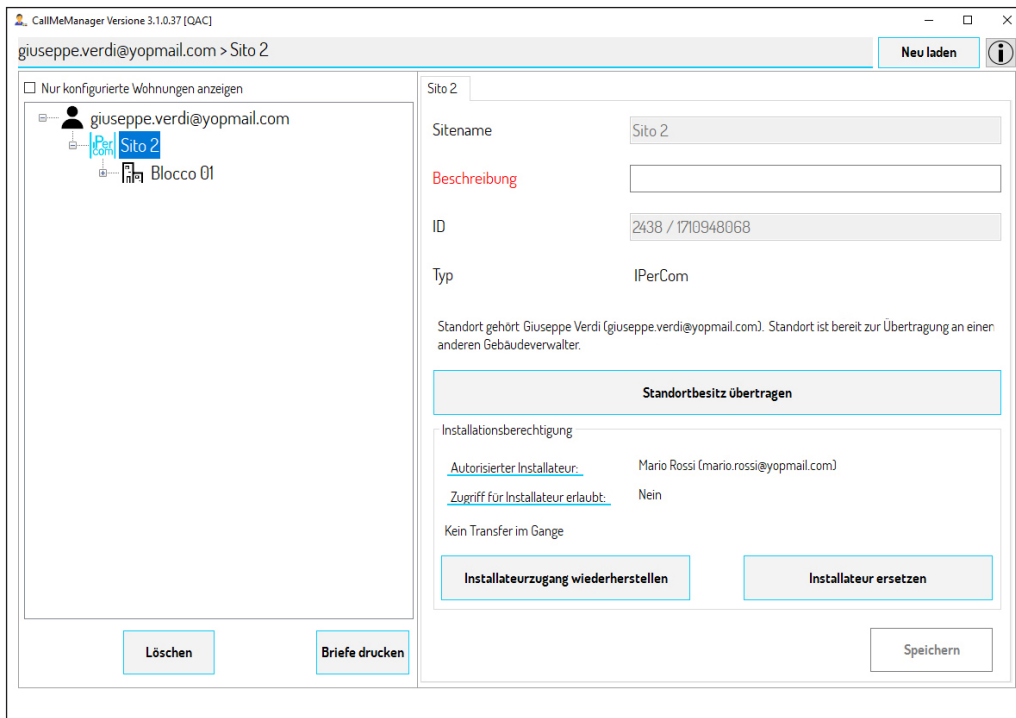 CallMeManager Versione 3.1.0.37 [QAC]
giuseppe.verdi@yopmail.com > Sito 2
Neu laden
i
Nur konfigurierte Wohnungen anzeigen
giuseppe.verdi@yopmail.com
IPer
com
Sito 2
Blocco 01
Löschen
Briefe drucken
Sito 2
Sitename
Sito 2
Beschreibung
ID
2438 / 1710948068
Typ
IPerCom
Standort gehört Giuseppe Verdi (giuseppe.verdi@yopmail.com). Standort ist bereit zur Übertragung an einen
anderen Gebäudeverwalter.
Standortbesitz übertragen
Installationsberechtigung
Autorisierter Installateur:
Mario Rossi (mario.rossi@yopmail.com)
Zugriff für Installateur erlaubt:
Nein
Kein Transfer im Gange
Installateurzugang wiederherstellen
Installateur ersetzen
Speichern